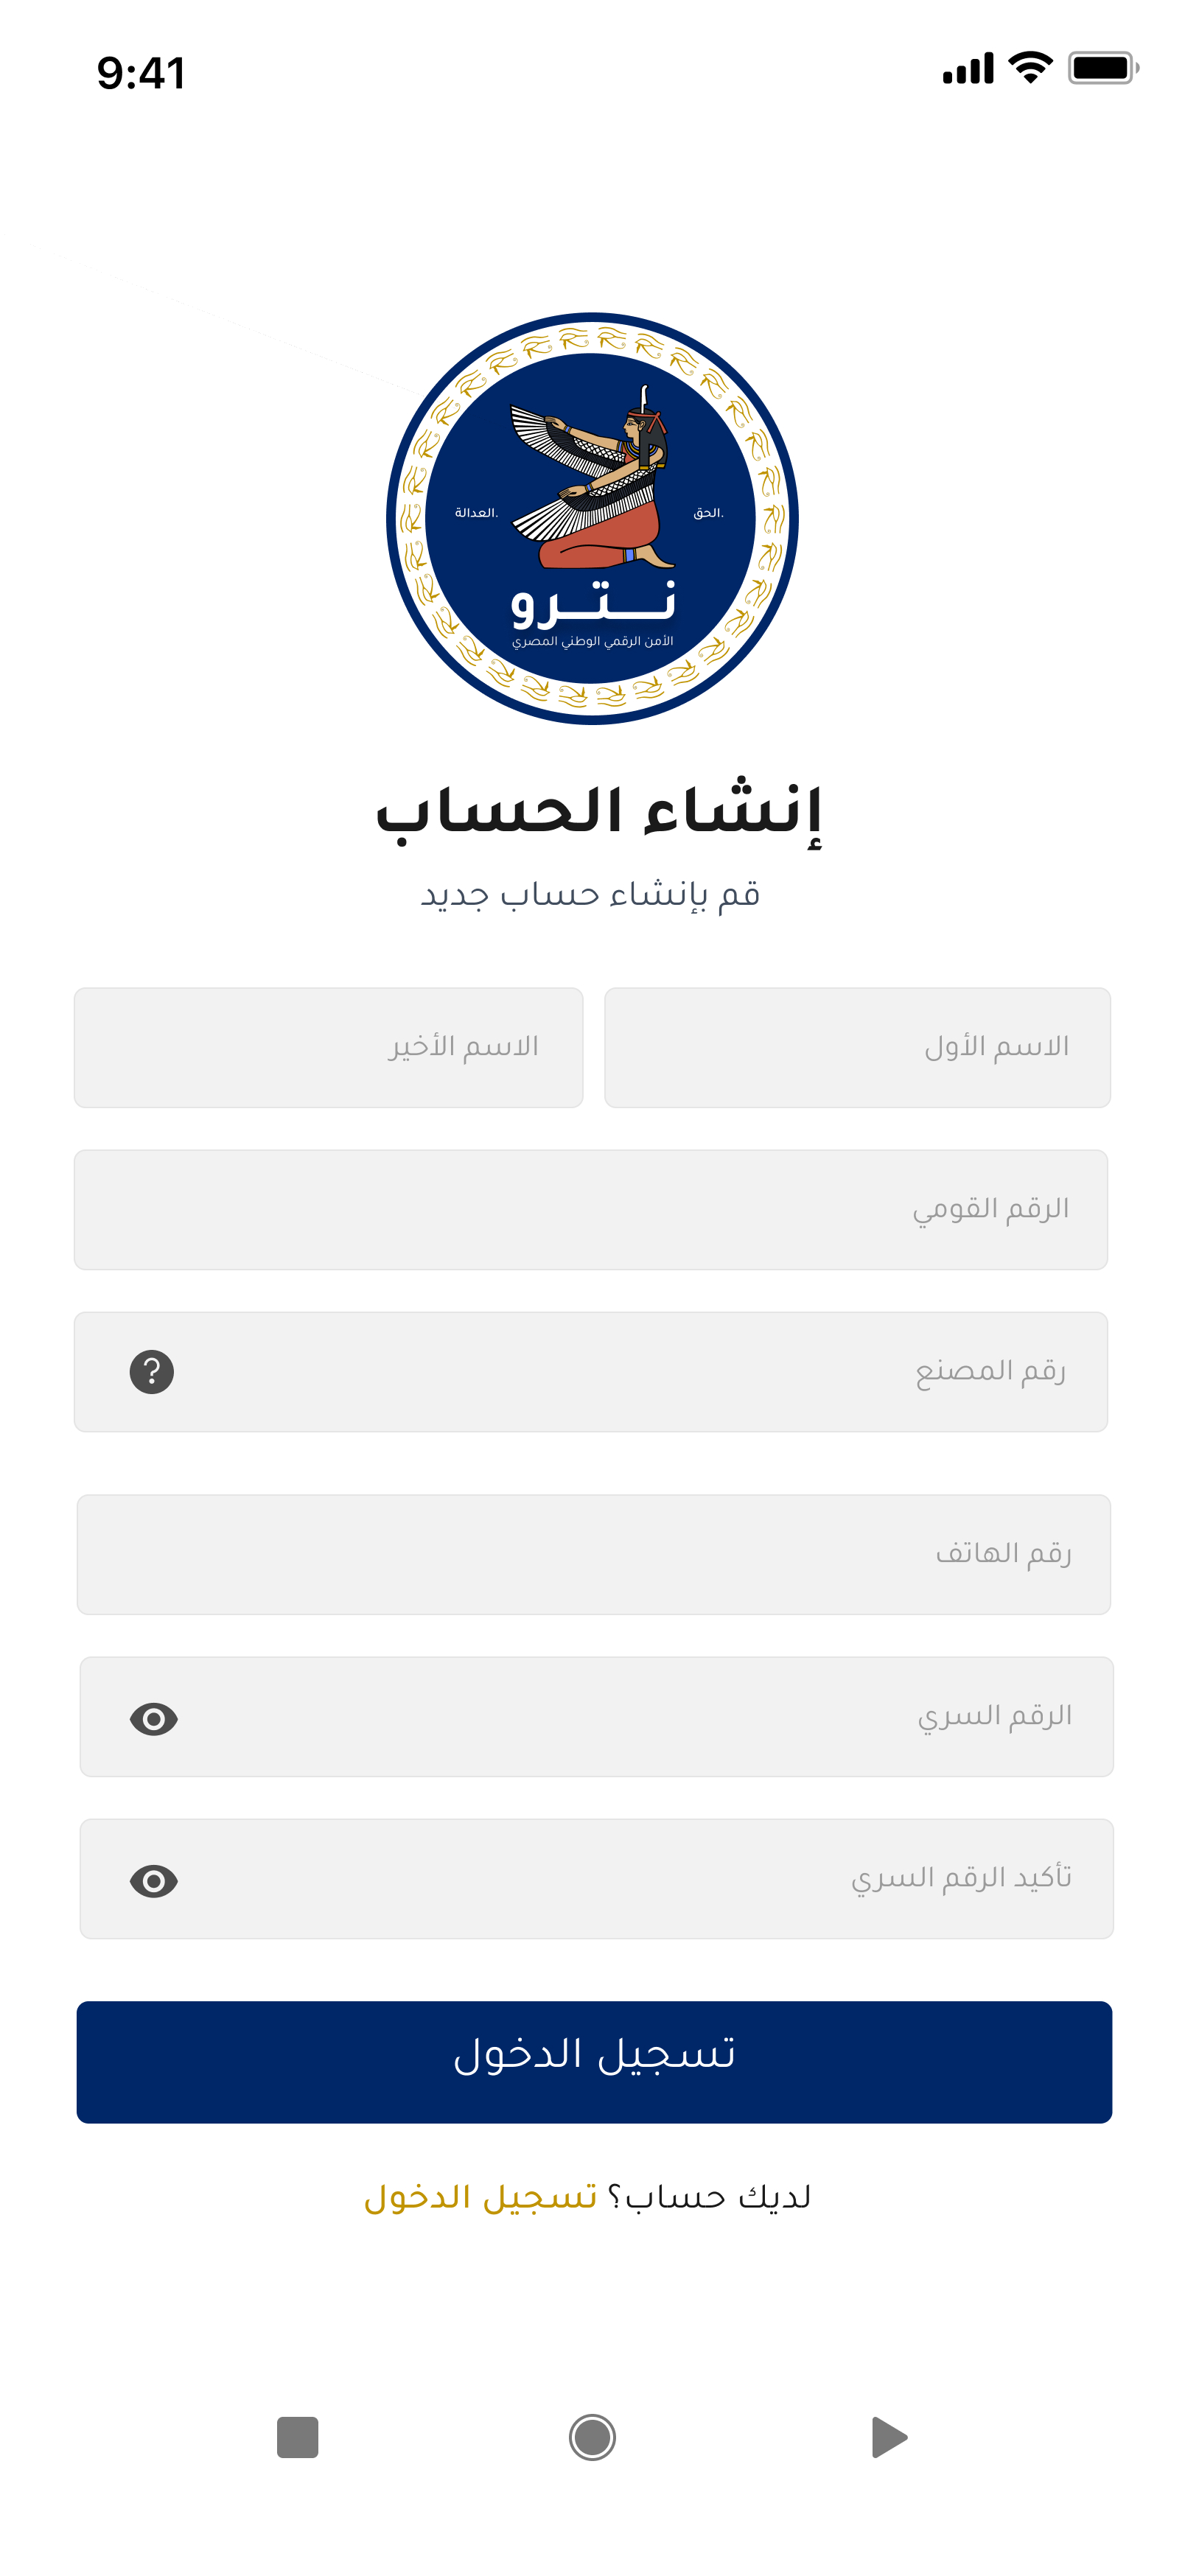 9:41
الحق.
العدالة.
نـــتـــرو
الأمن الرقمي الوطني المصري
إنشاء الحساب
قم بإنشاء حساب جديد
الاسم الأول
الاسم الأخير
الرقم القومي
رقم المصنع
?
رقم الهاتف
الرقم السري
تأكيد الرقم السري
تسجيل الدخول
لديك حساب؟ تسجيل الدخول